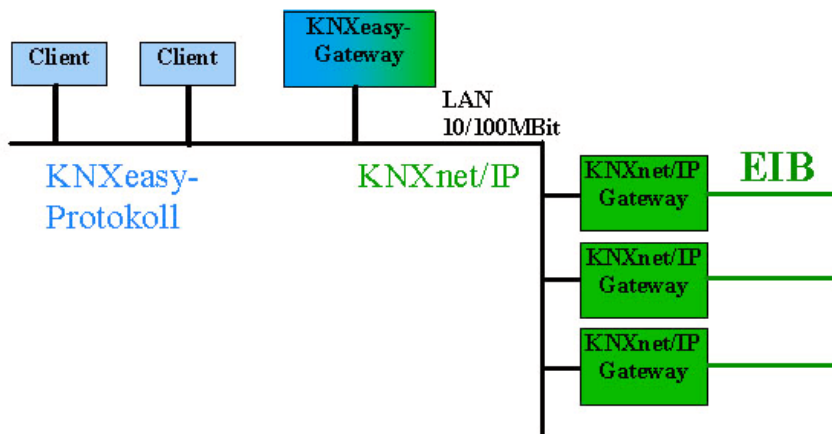 KNXeasy-
Gateway
Client
Client
LAN
10/100MBit
KNXeasy-
Protokoll
KNXnet/IP
KNXnet/IP
Gateway
EIB
KNXnet/IP
Gateway
KNXnet/IP
Gateway